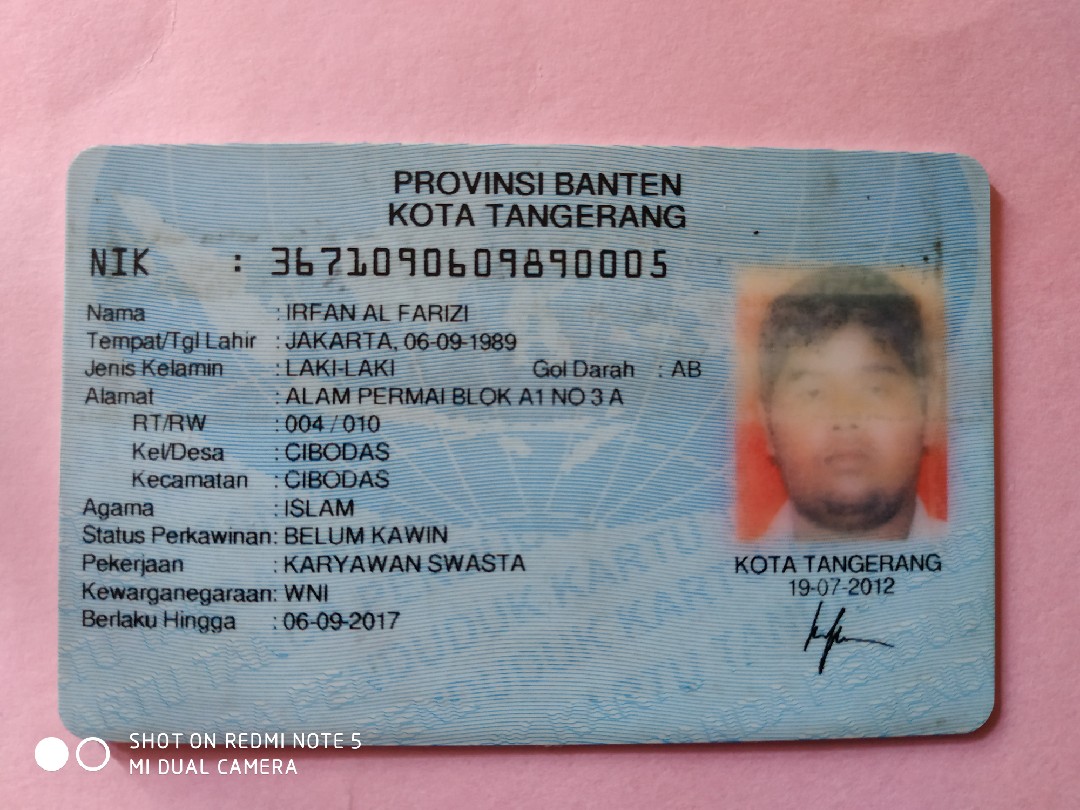 PROVINSI BANTEN
KOTA TANGERANG
NIK : 3671090609890005
Nama : IRFAN AL FARIZI
Tempat/Tgl Lahir : JAKARTA, 06-09-1989
Jenis Kelamin : LAKI-LAKI Gol Darah : AB
Alamat : ALAM PERMAI BLOK A1 NO 3 A
RT/RW : 004 / 010
Kel/Desa : CIBODAS
Kecamatan : CIBODAS
Agama : ISLAM
Status Perkawinan: BELUM KAWIN
Pekerjaan : KARYAWAN SWASTA
Kewarganegaraan: WNI
Berlaku Hingga : 06-09-2017
KOTA TANGERANG
19-07-2012
SHOT ON REDMI NOTE 5
MI DUAL CAMERA